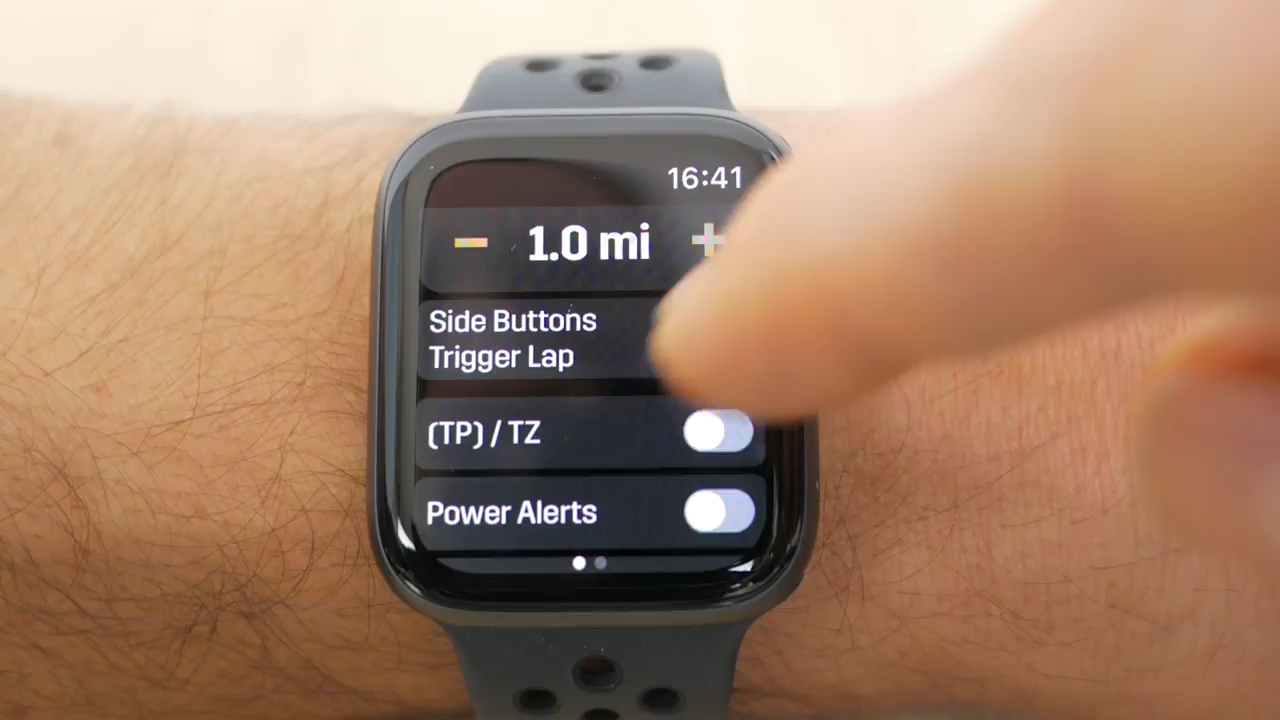 16:41
− 1.0 mi +
Side Buttons
Trigger Lap
(TP) / TZ
Power Alerts